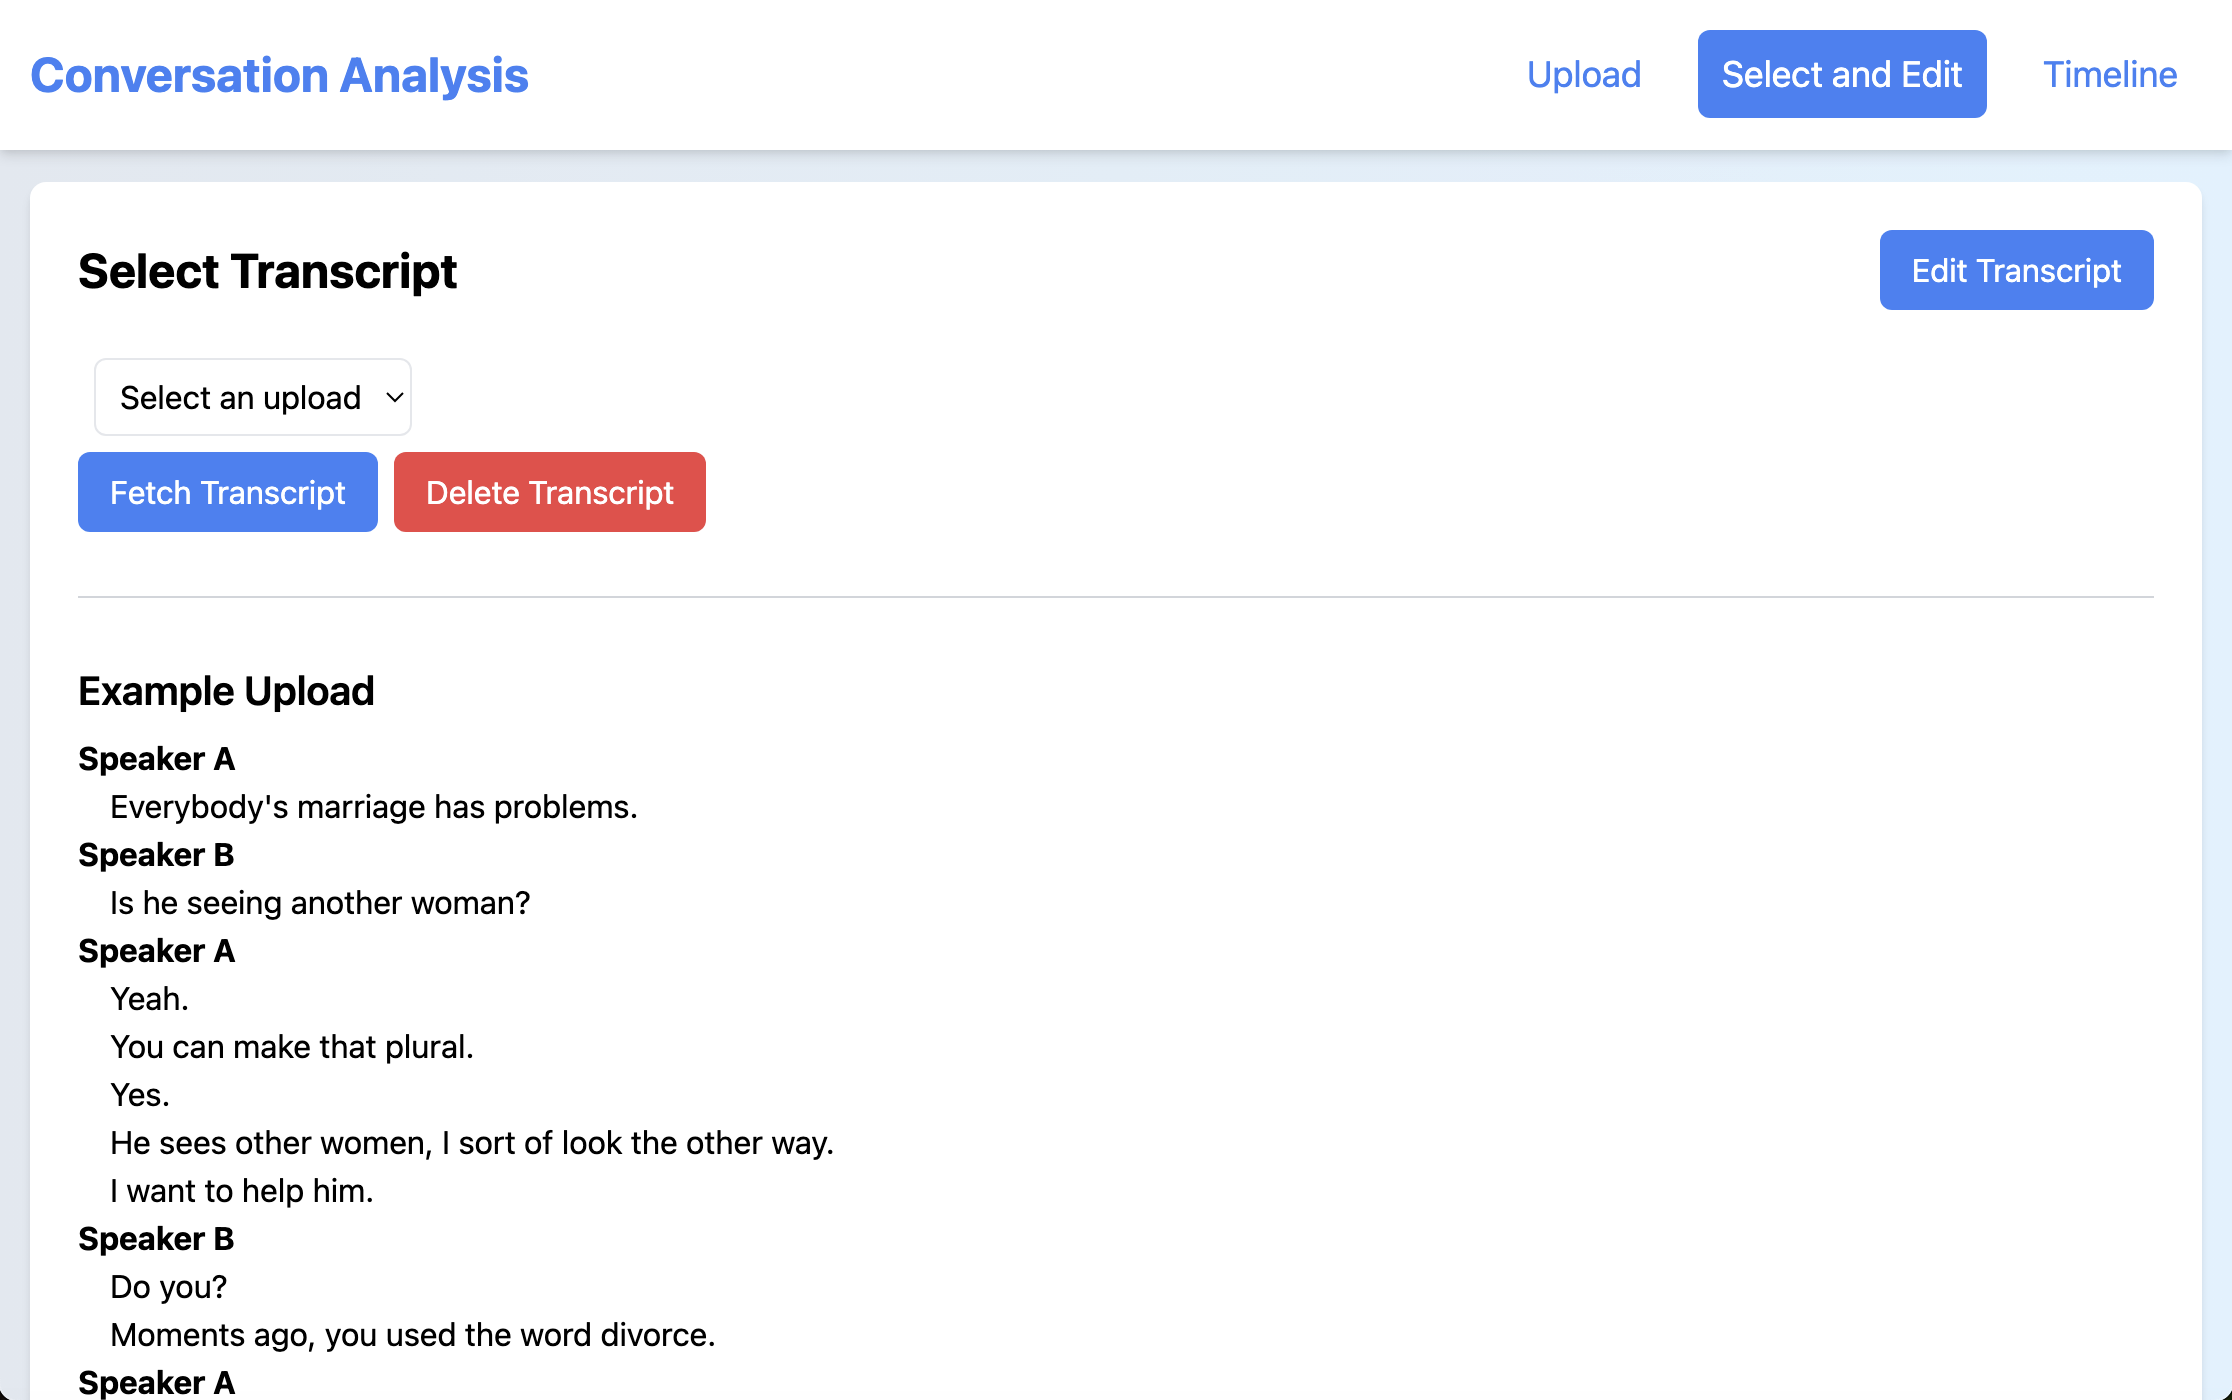 Conversation Analysis
Upload
Select and Edit
Timeline
Select Transcript
Edit Transcript
Select an upload
Fetch Transcript
Delete Transcript
Example Upload
Speaker A
Everybody's marriage has problems.
Speaker B
Is he seeing another woman?
Speaker A
Yeah.
You can make that plural.
Yes.
He sees other women, I sort of look the other way.
I want to help him.
Speaker B
Do you?
Moments ago, you used the word divorce.
Speaker A